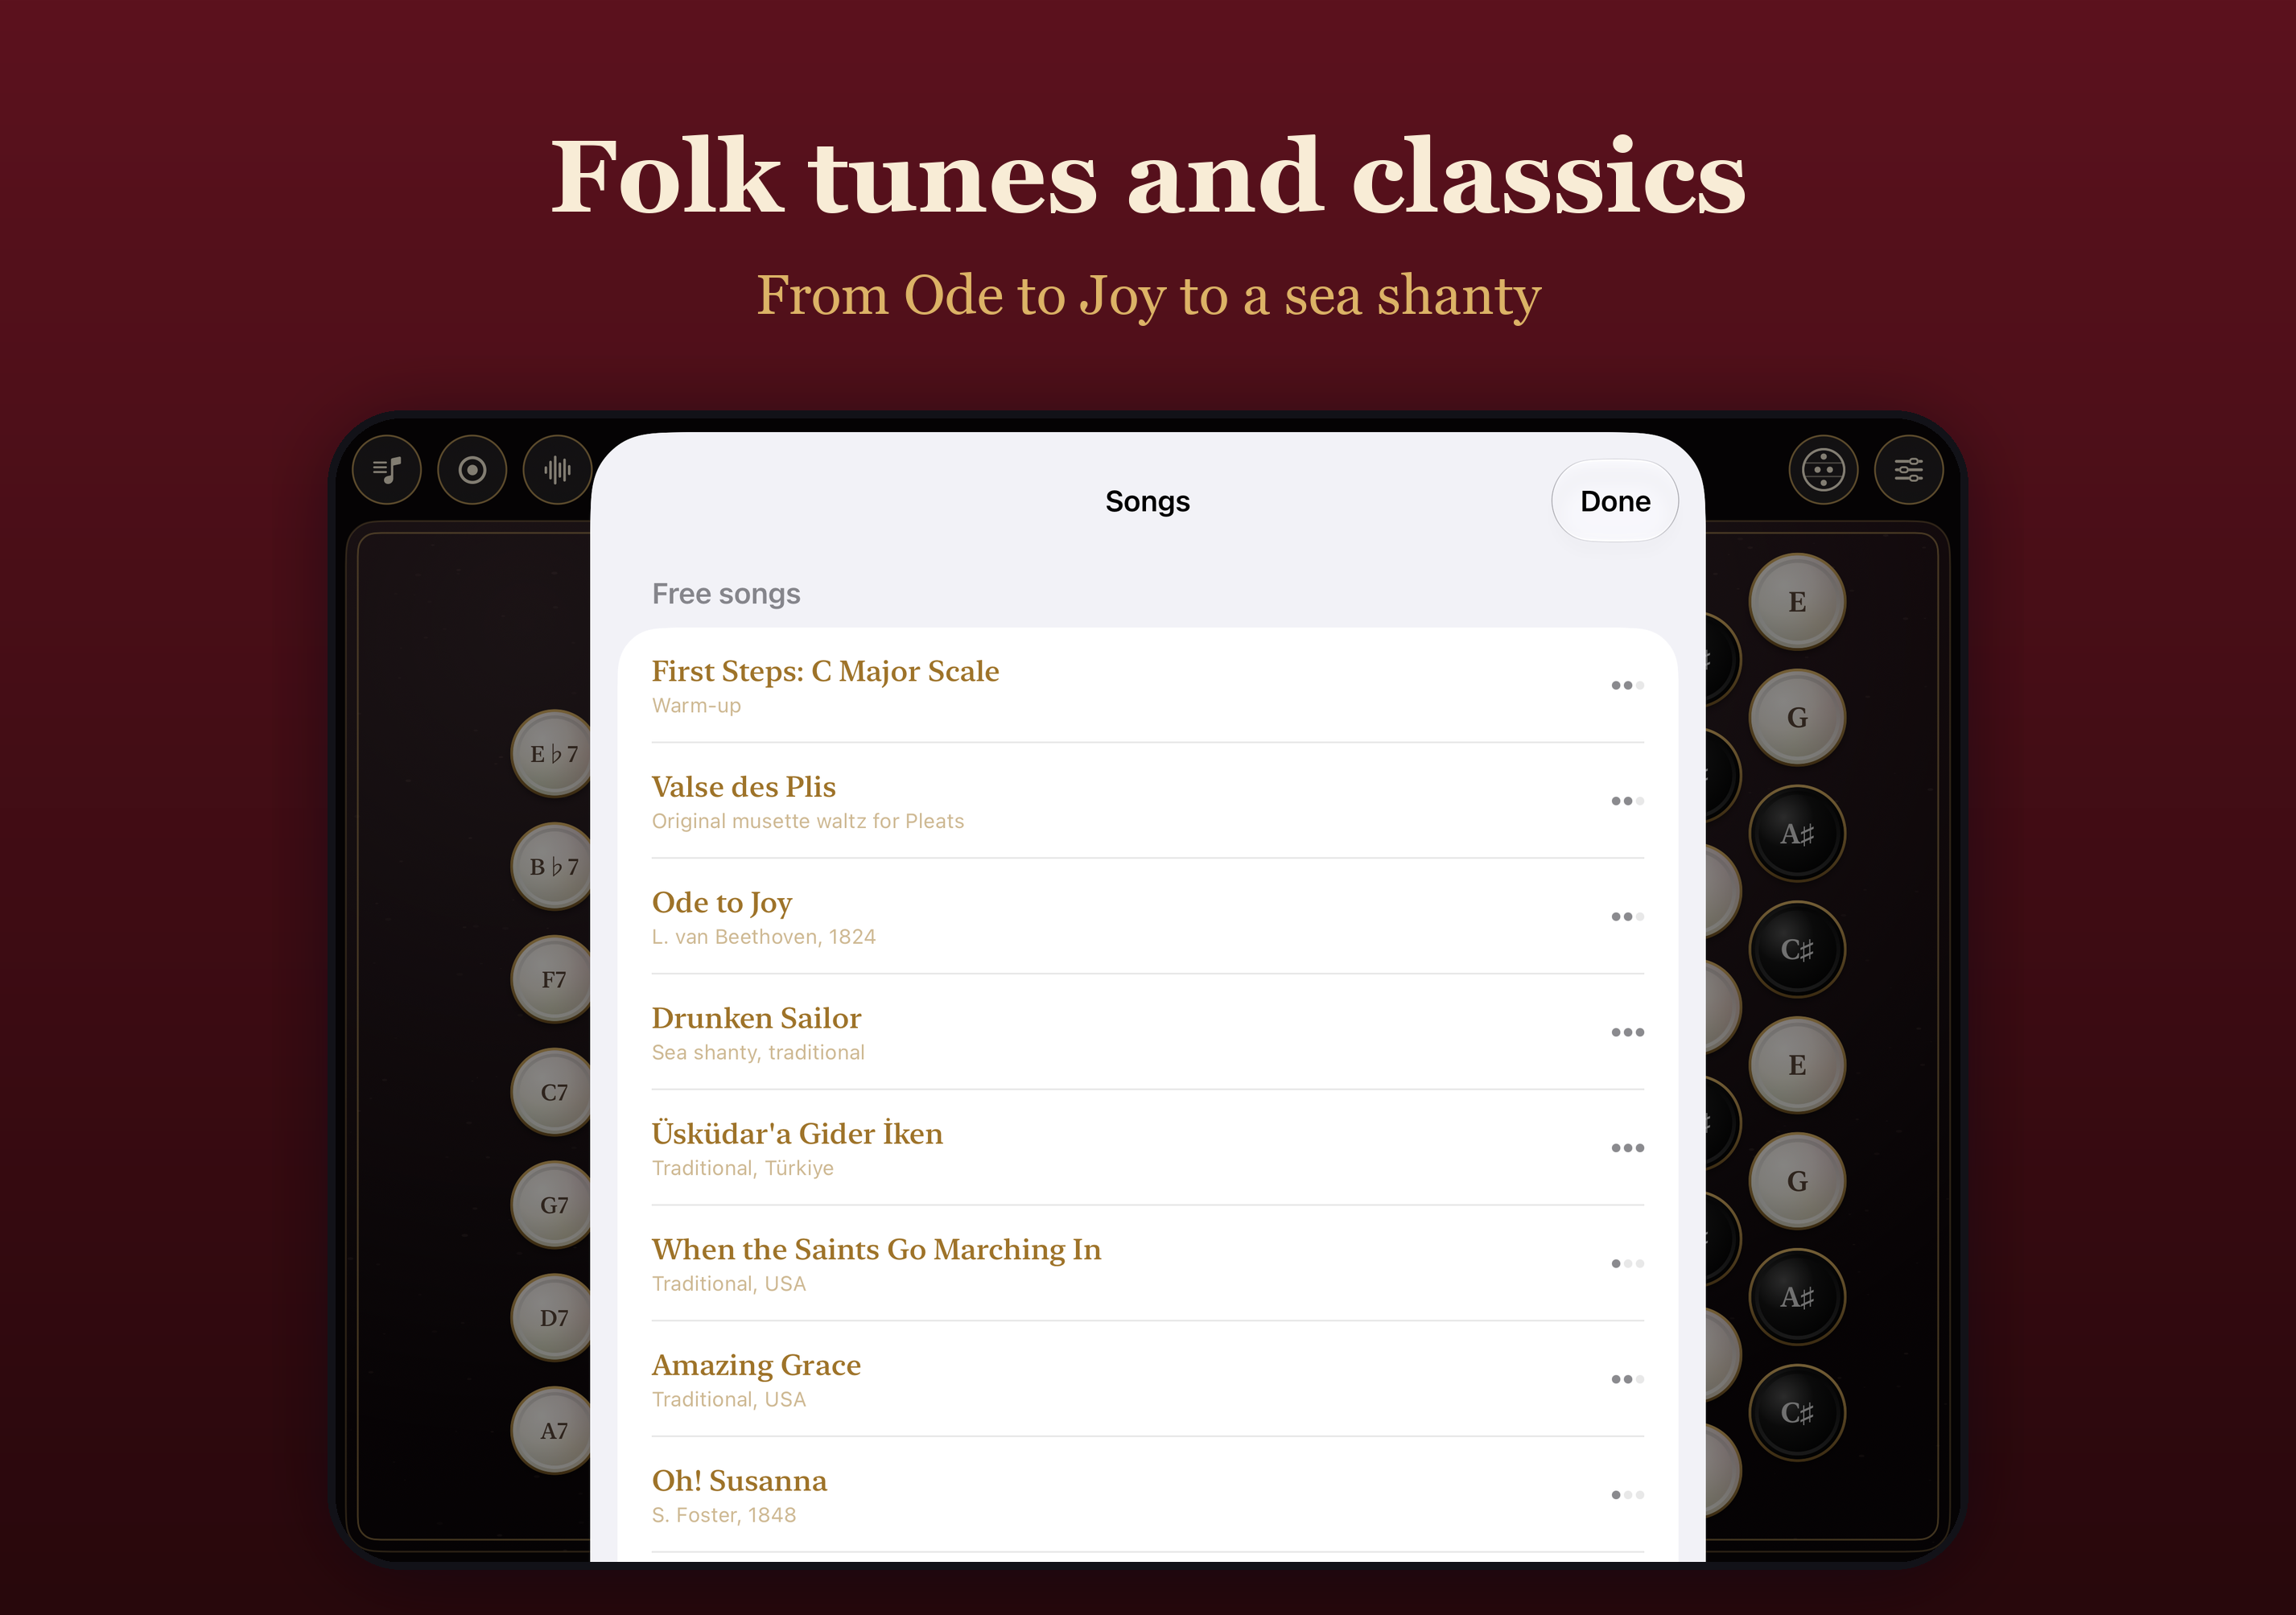 Folk tunes and classics
From Ode to Joy to a sea shanty
Songs
Done
Free songs
First Steps: C Major Scale
Warm-up
Valse des Plis
Original musette waltz for Pleats
Ode to Joy
L. van Beethoven, 1824
Drunken Sailor
Sea shanty, traditional
Üsküdar'a Gider İken
Traditional, Türkiye
When the Saints Go Marching In
Traditional, USA
Amazing Grace
Traditional, USA
Oh! Susanna
S. Foster, 1848
E♭7
B♭7
F7
C7
G7
D7
A7
E
G
A♯
C♯
E
G
A♯
C♯